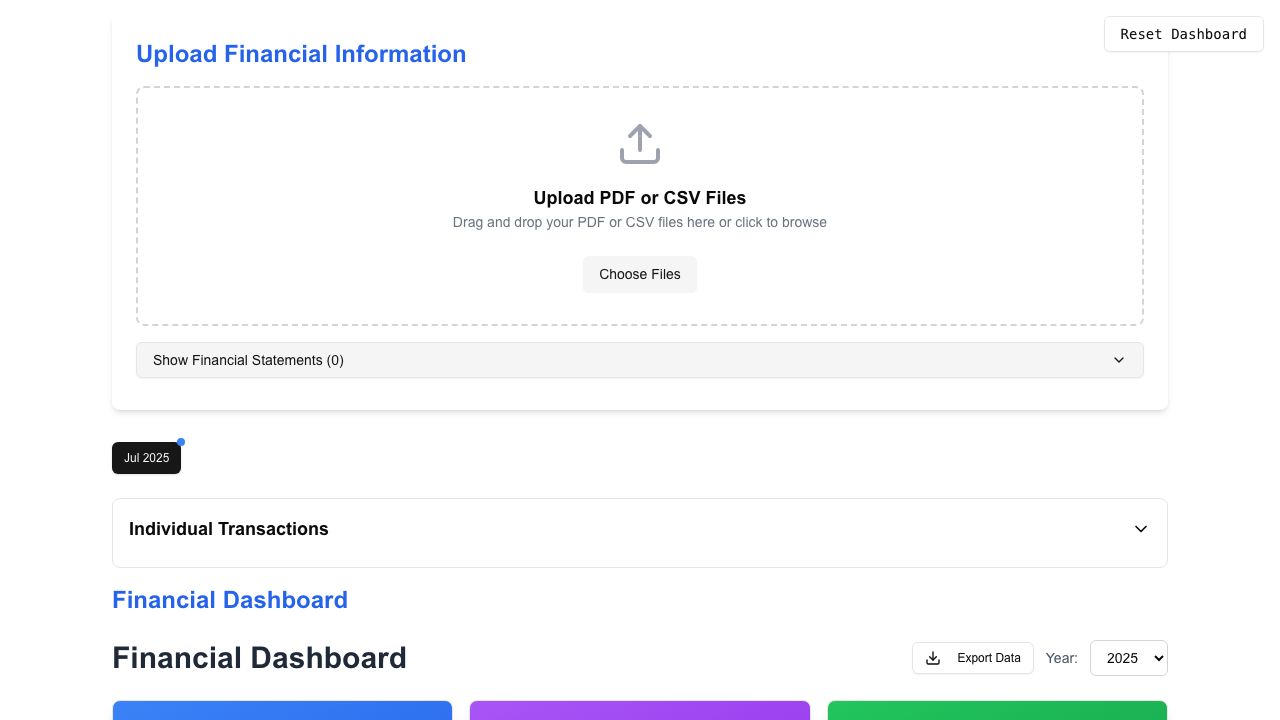 Reset Dashboard
Upload Financial Information
Upload PDF or CSV Files
Drag and drop your PDF or CSV files here or click to browse
Choose Files
Show Financial Statements (0)
Jul 2025
Individual Transactions
Financial Dashboard
Financial Dashboard
Export Data
Year:
2025